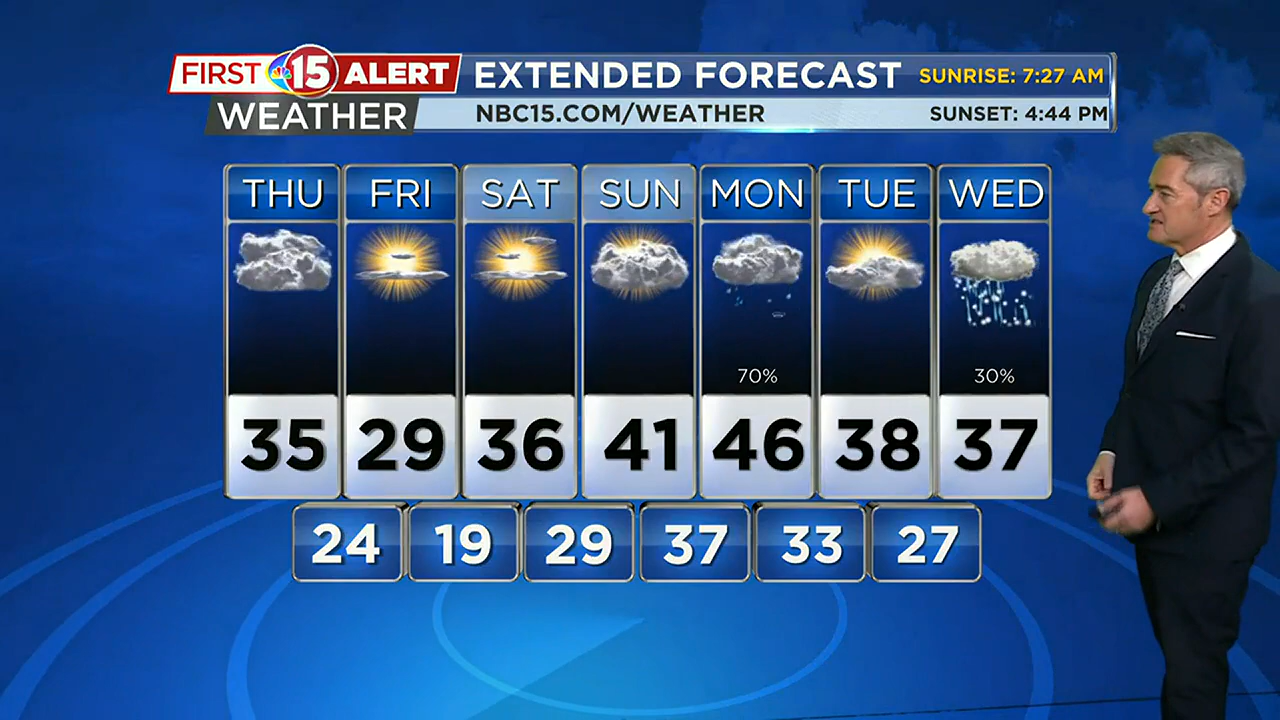 FIRST 15 ALERT
WEATHER
EXTENDED FORECAST
SUNRISE: 7:27 AM
NBC15.COM/WEATHER
SUNSET: 4:44 PM
THU FRI SAT SUN MON TUE WED
70% 30%
35 29 36 41 46 38 37
24 19 29 37 33 27